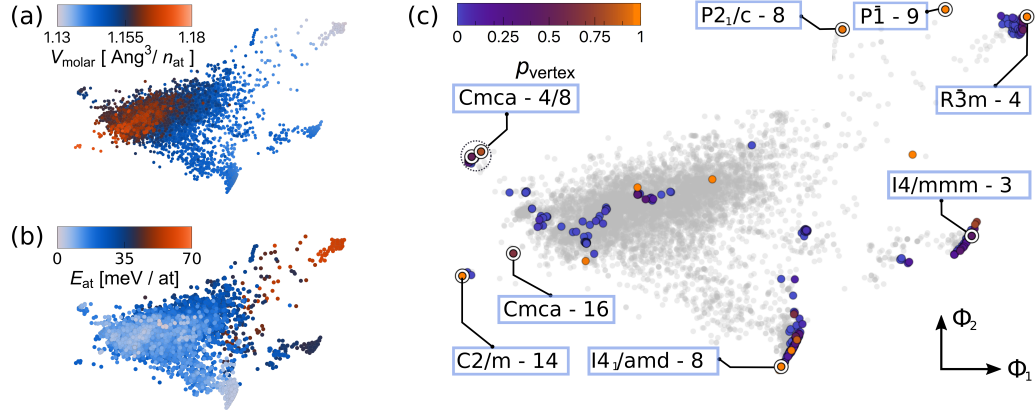 (a)
1.13 1.155 1.18
V_molar [ Ang³/ n_at ]
(b)
0 35 70
E_at [meV / at]
(c)
0 0.25 0.5 0.75 1
p_vertex
P2₁/c - 8
P1̄ - 9
R3̄m - 4
Cmca - 4/8
I4/mmm - 3
Cmca - 16
C2/m - 14
I4₁/amd - 8
Φ₂
Φ₁